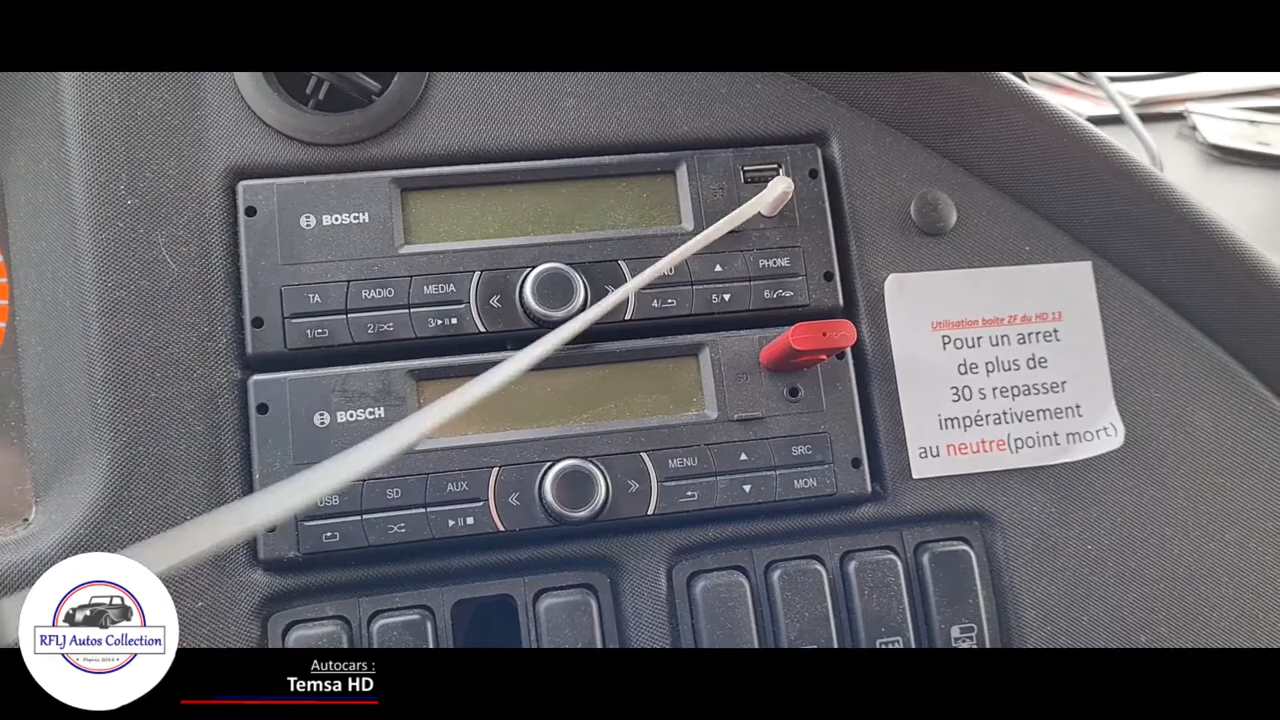 BOSCH
TA RADIO MEDIA
PHONE
1/ 2/ 3/
4/ 5/▼ 6/
BOSCH
SD
SD AUX
MENU ▲ SRC
▼ MON
Utilisation boite ZF du HD 13
Pour un arret
de plus de
30 s repasser
impérativement
au neutre(point mort)
RFLJ Autos Collection
Autocars :
Temsa HD